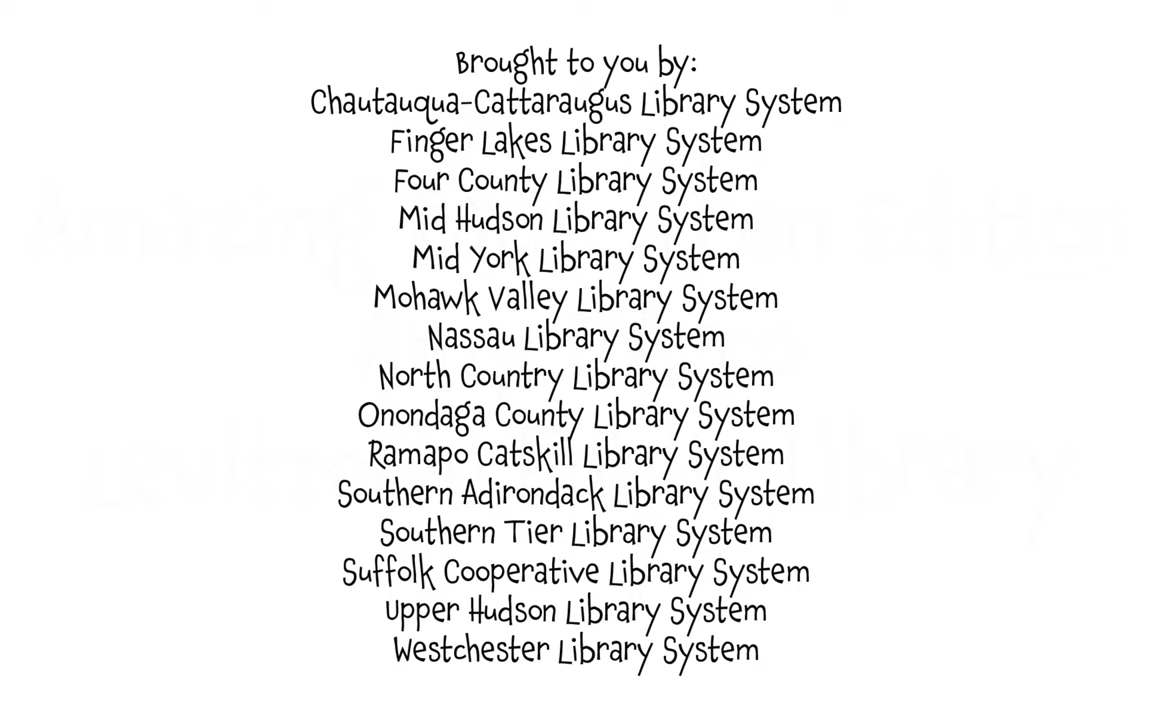 Brought to you by:
Chautauqua-Cattaraugus Library System
Finger Lakes Library System
Four County Library System
Mid Hudson Library System
Mid York Library System
Mohawk Valley Library System
Nassau Library System
North Country Library System
Onondaga County Library System
Ramapo Catskill Library System
Southern Adirondack Library System
Southern Tier Library System
Suffolk Cooperative Library System
Upper Hudson Library System
Westchester Library System